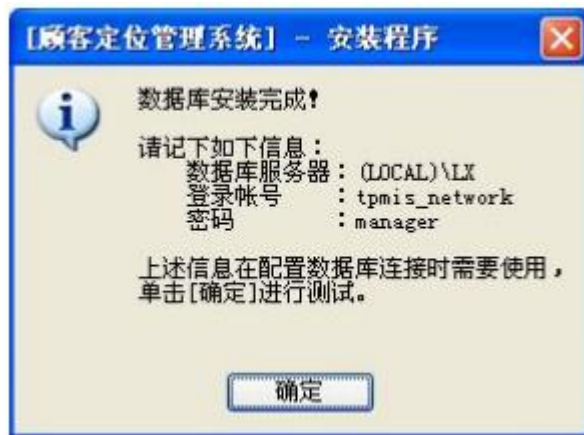 [顾客定位管理系统] - 安装程序
数据库安装完成!
请记下如下信息:
数据库服务器:(LOCAL)\LX
登录帐号 :tpmis_network
密码 :manager
上述信息在配置数据库连接时需要使用,
单击[确定]进行测试。
确定